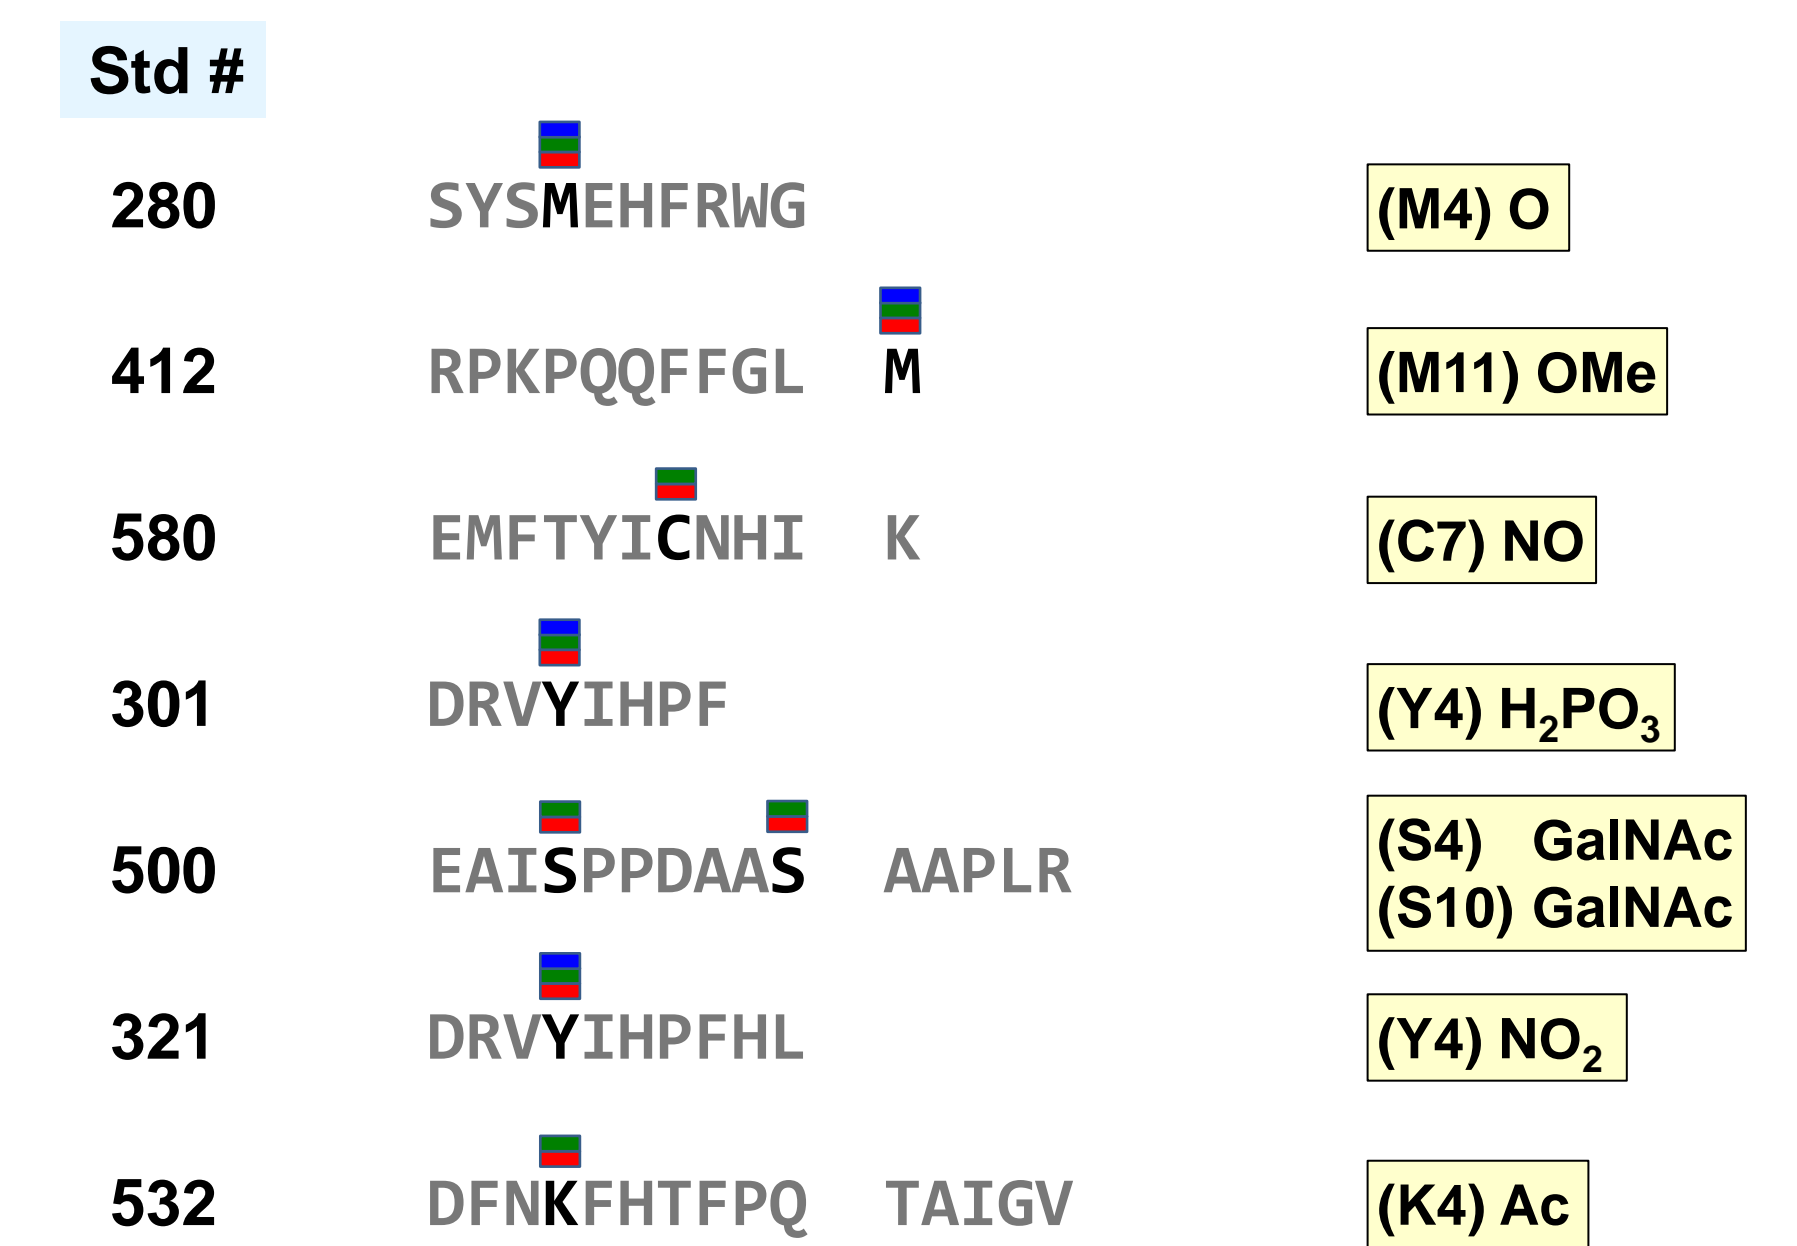 Std #
280 SYSMEHFRWG (M4) O
412 RPKPQQFFGL M (M11) OMe
580 EMFTYICNHI K (C7) NO
301 DRVYIHPF (Y4) H₂PO₃
500 EAISPPDAAS AAPLR (S4) GalNAc
(S10) GalNAc
321 DRVYIHPFHL (Y4) NO₂
532 DFNKFHTFPQ TAIGV (K4) Ac